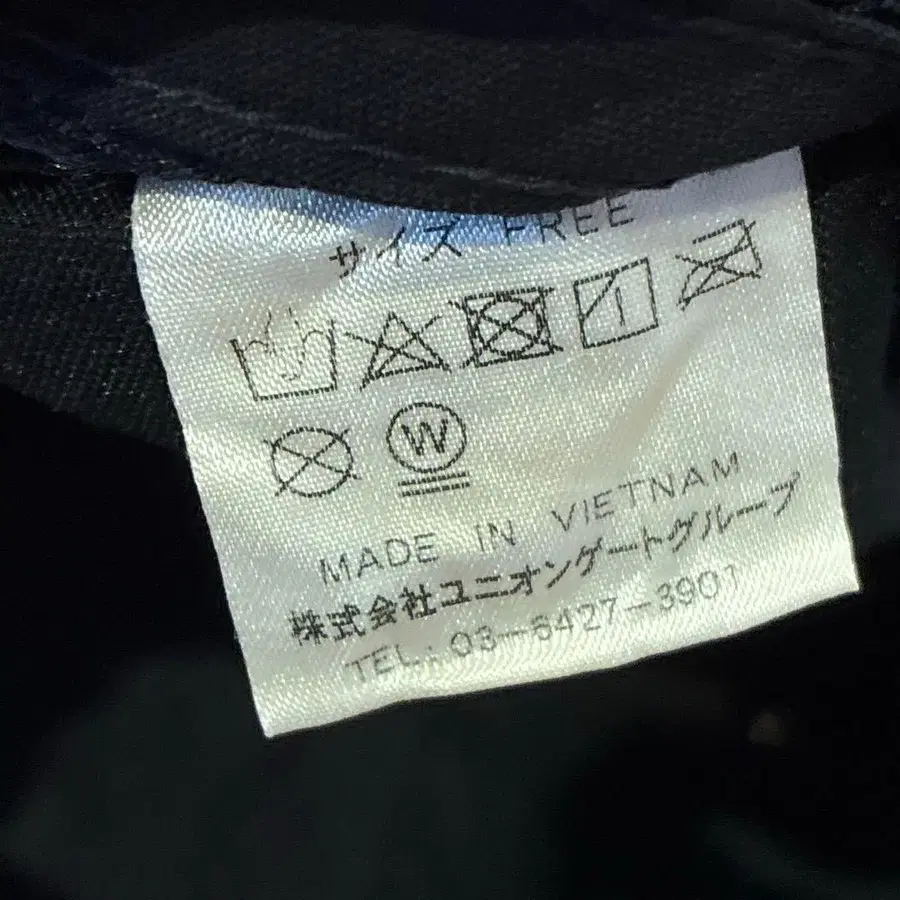 サイズ FREE
W
MADE IN VIETNAM
株式会社ユニオンゲートグループ
TEL: 03-6427-3901